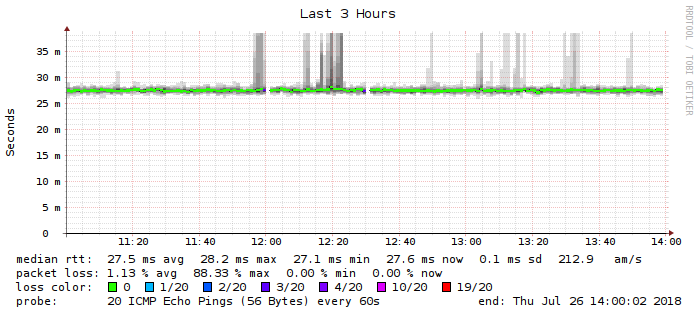 Last 3 Hours
RRDTOOL / TOBI OETIKER
Seconds
35 m
30 m
25 m
20 m
15 m
10 m
5 m
0
11:20 11:40 12:00 12:20 12:40 13:00 13:20 13:40 14:00
median rtt: 27.5 ms avg 28.2 ms max 27.1 ms min 27.6 ms now 0.1 ms sd 212.9 am/s
packet loss: 1.13 % avg 88.33 % max 0.00 % min 0.00 % now
loss color: 0 1/20 2/20 3/20 4/20 10/20 19/20
probe: 20 ICMP Echo Pings (56 Bytes) every 60s end: Thu Jul 26 14:00:02 2018